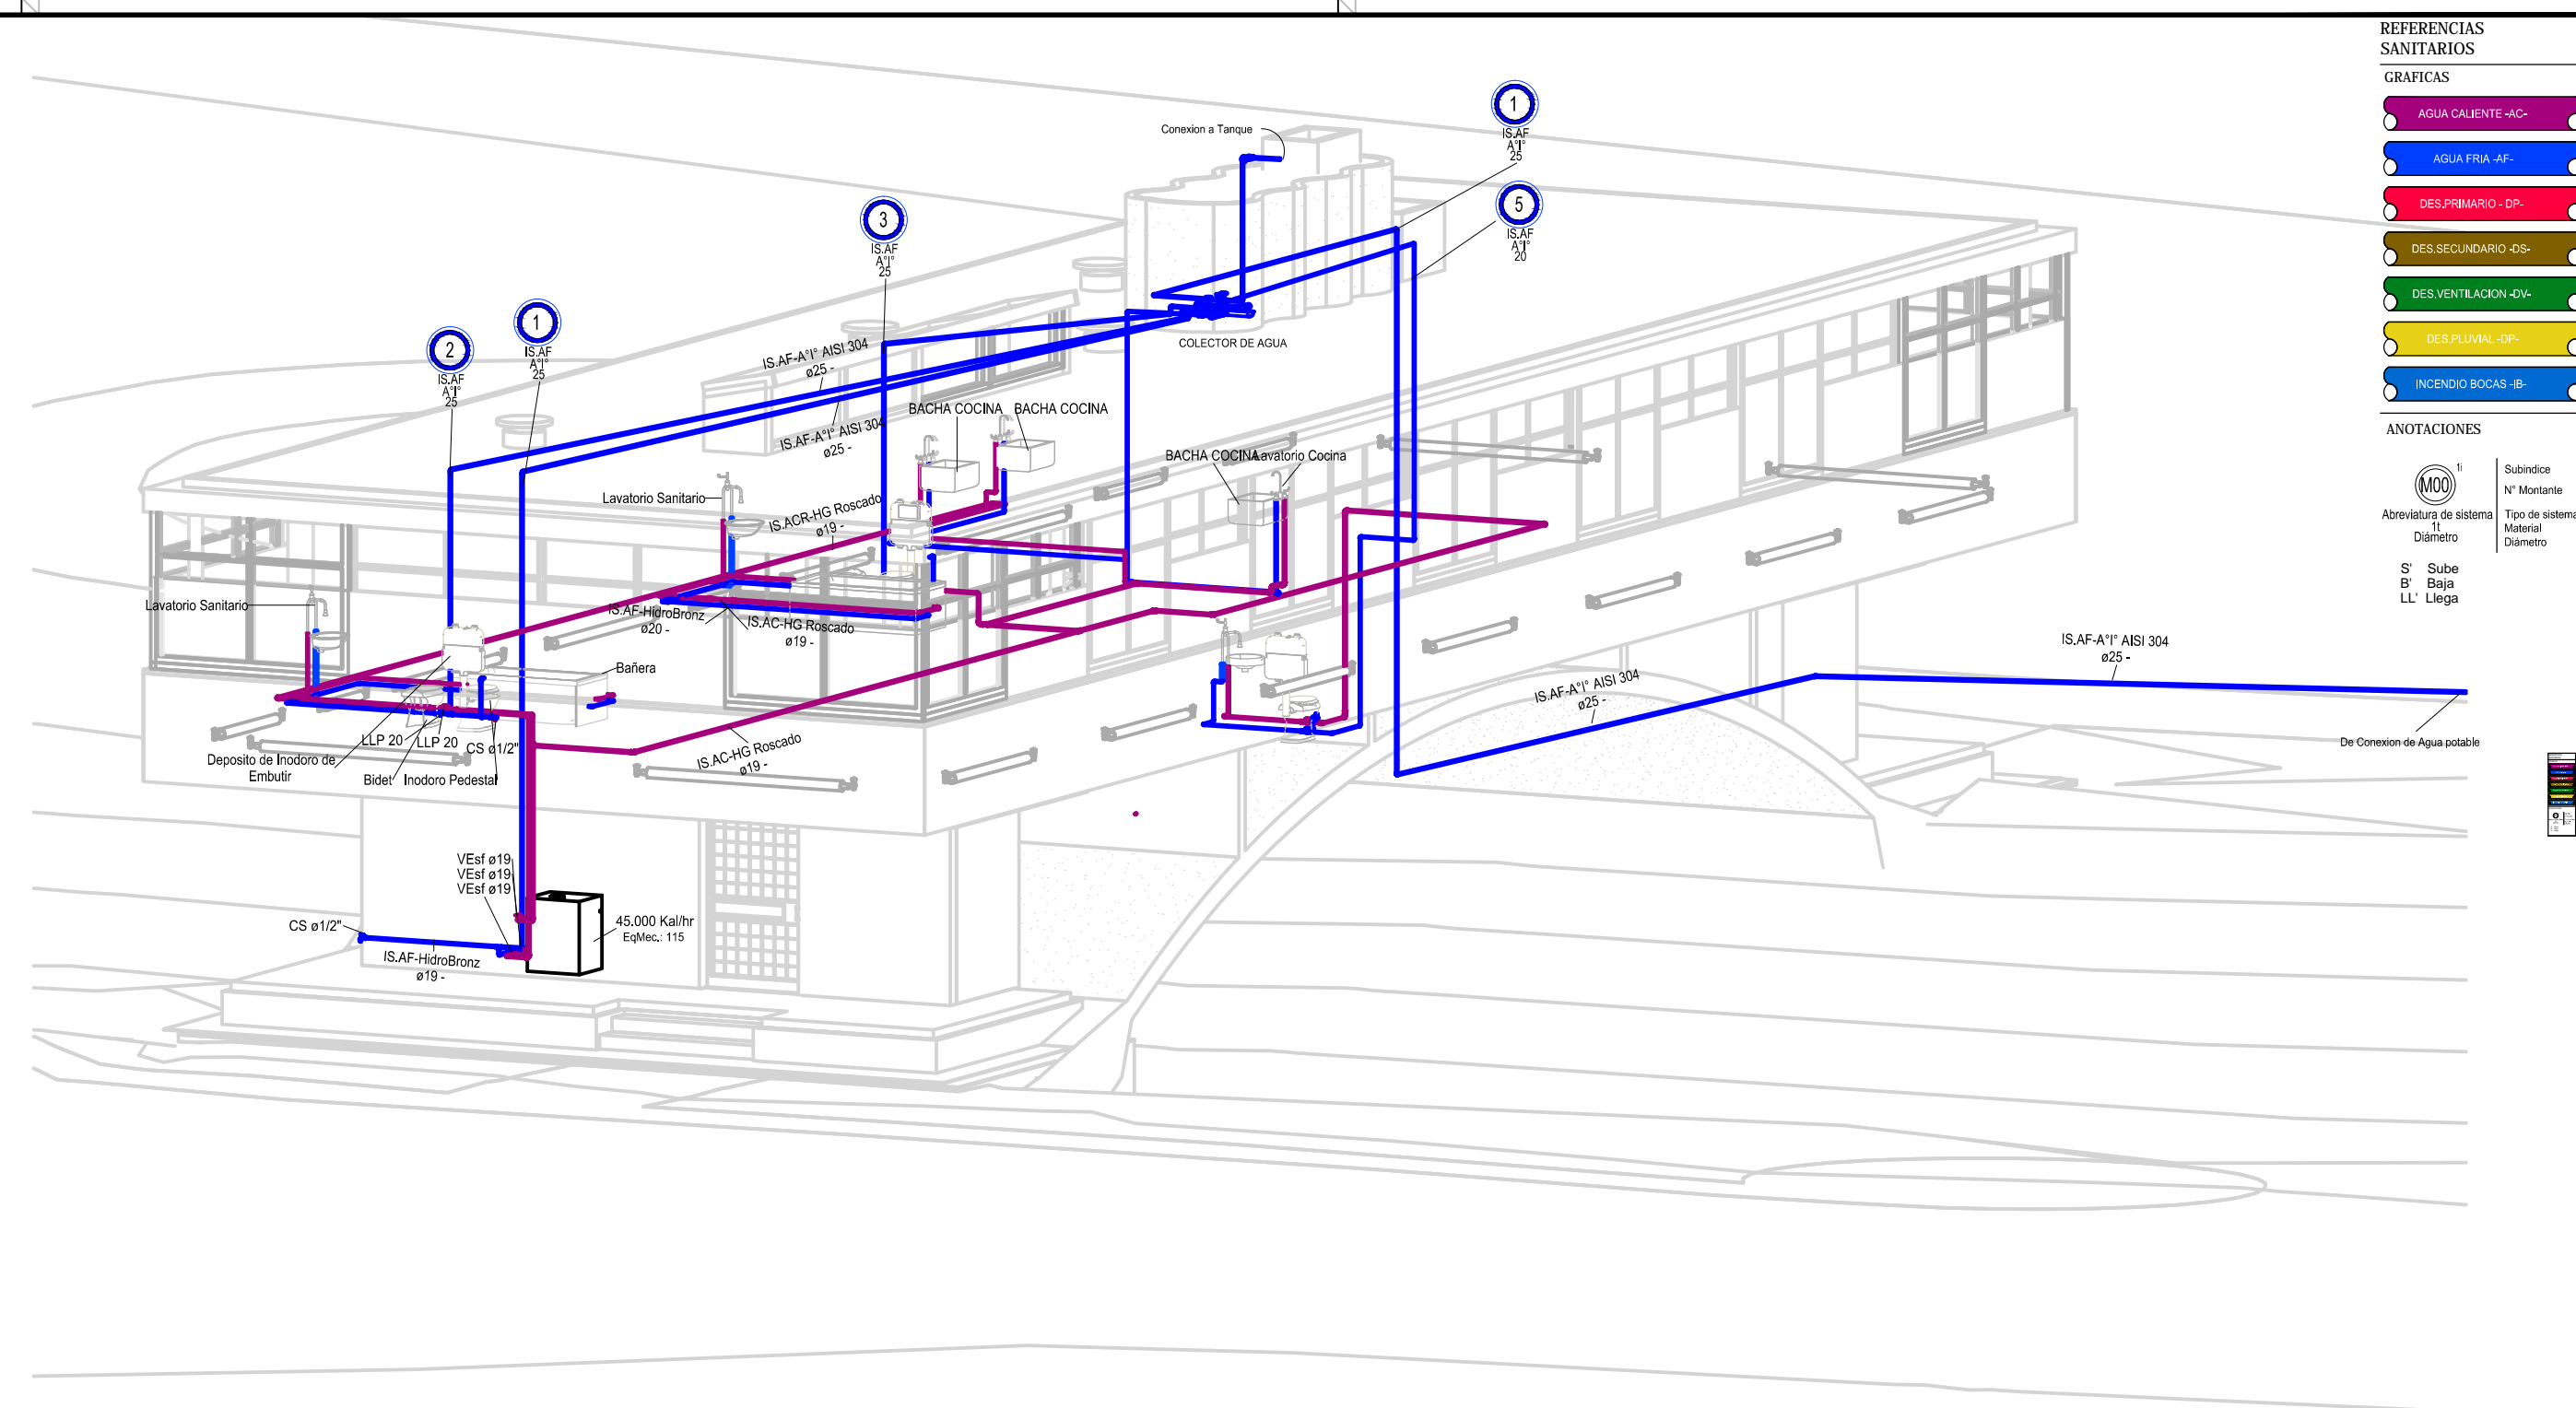 REFERENCIAS
SANITARIOS
GRAFICAS
AGUA CALIENTE -AC-
AGUA FRIA -AF-
DES.PRIMARIO - DP-
DES.SECUNDARIO -DS-
DES.VENTILACION -DV-
DES.PLUVIAL -DP-
INCENDIO BOCAS -IB-
ANOTACIONES
M00
1i
Abreviatura de sistema
1t
Diámetro
Subindice
N° Montante
Tipo de sistema
Material
Diámetro
S' Sube
B' Baja
LL' Llega
Conexion a Tanque
1
IS.AF
A°I°
25
5
IS.AF
A°I°
20
3
IS.AF
A°I°
25
1
IS.AF
A°I°
25
2
IS.AF
A°I°
25
COLECTOR DE AGUA
IS.AF-A°I° AISI 304
ø25 -
IS.AF-A°I° AISI 304
ø25 -
BACHA COCINA
BACHA COCINA
BACHA COCINA
Lavatorio Cocina
Lavatorio Sanitario
IS.ACR-HG Roscado
ø19 -
Lavatorio Sanitario
IS.AF-HidroBronz
ø20 -
IS.AC-HG Roscado
ø19 -
Bañera
IS.AF-A°I° AISI 304
ø25 -
IS.AF-A°I° AISI 304
ø25 -
De Conexion de Agua potable
LLP 20
LLP 20
CS ø1/2"
Deposito de Inodoro de
Embutir
Bidet
Inodoro Pedestal
IS.AC-HG Roscado
ø19 -
VEsf ø19
VEsf ø19
VEsf ø19
CS ø1/2"
IS.AF-HidroBronz
ø19 -
45.000 Kal/hr
EqMec.: 115